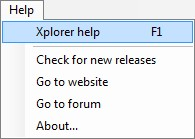 Help
Xplorer help F1
Check for new releases
Go to website
Go to forum
About...